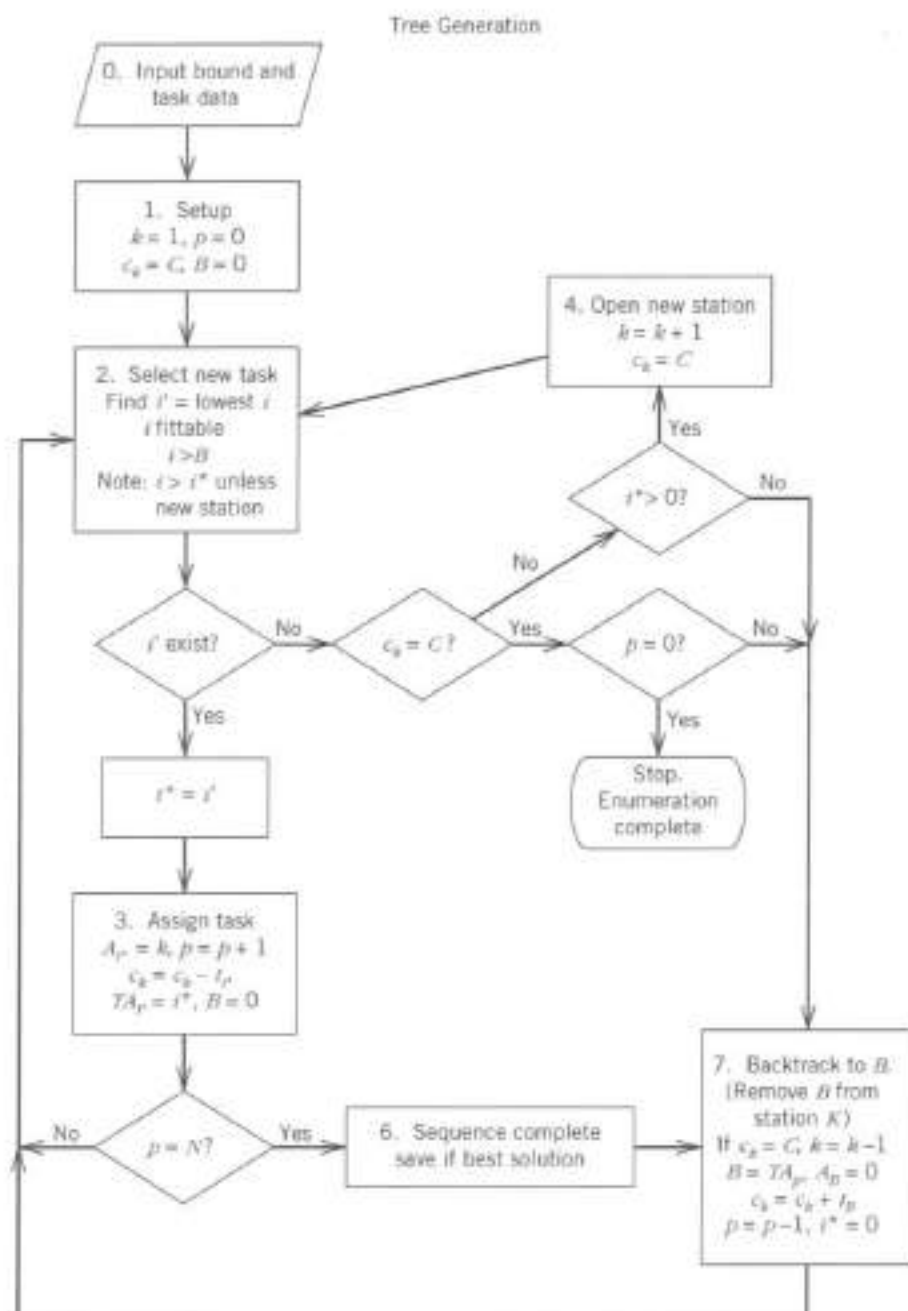 Tree Generation
0. Input bound and
task data
1. Setup
k = 1, p = 0
c_k = C, B = 0
4. Open new station
k = k + 1
c_k = C
2. Select new task
Find i' = lowest i
i fittable
i > B
Note: i > i* unless
new station
Yes
i* > 0?
No
No
i' exist?
No
c_k = C?
Yes
p = 0?
No
Yes
Yes
i* = i'
Stop.
Enumeration
complete
3. Assign task
A_i* = k, p = p + 1
c_k = c_k - t_i*
TA_p = i*, B = 0
7. Backtrack to B.
(Remove B from
station K)
If c_k = C, k = k - 1
B = TA_p, A_B = 0
c_k = c_k + t_B
p = p - 1, i* = 0
No
p = N?
Yes
6. Sequence complete
save if best solution